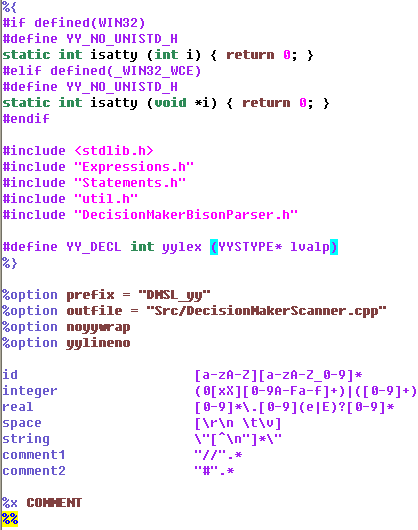 %{
#if defined(WIN32)
#define YY_NO_UNISTD_H
static int isatty (int i) { return 0; }
#elif defined(_WIN32_WCE)
#define YY_NO_UNISTD_H
static int isatty (void *i) { return 0; }
#endif

#include <stdlib.h>
#include "Expressions.h"
#include "Statements.h"
#include "util.h"
#include "DecisionMakerBisonParser.h"

#define YY_DECL int yylex (YYSTYPE* lvalp)
%}

%option prefix = "DMSL_yy"
%option outfile = "Src/DecisionMakerScanner.cpp"
%option noyywrap
%option yylineno

id [a-zA-Z][a-zA-Z_0-9]*
integer (0[xX][0-9A-Fa-f]+)|([0-9]+)
real [0-9]*\.[0-9](e|E)?[0-9]*
space [\r\n \t\v]
string \"[^\n"]*\"
comment1 "//".*
comment2 "#".*

%x COMMENT
%%